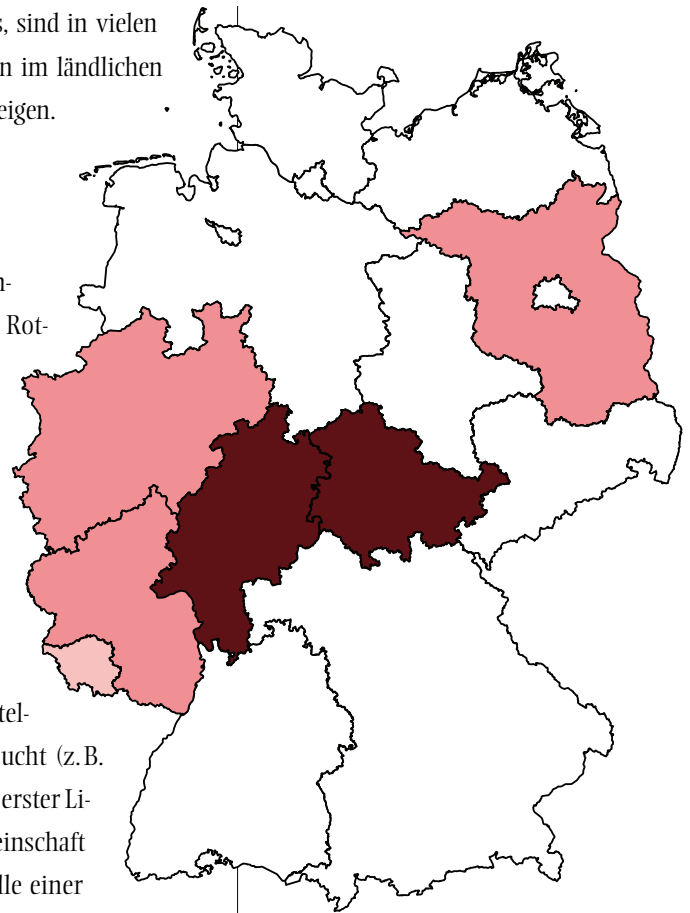 s, sind in vielen
n im ländlichen
eigen.
n-
Rot-
tel-
ucht (z. B.
erster Li-
einschaft
lle einer